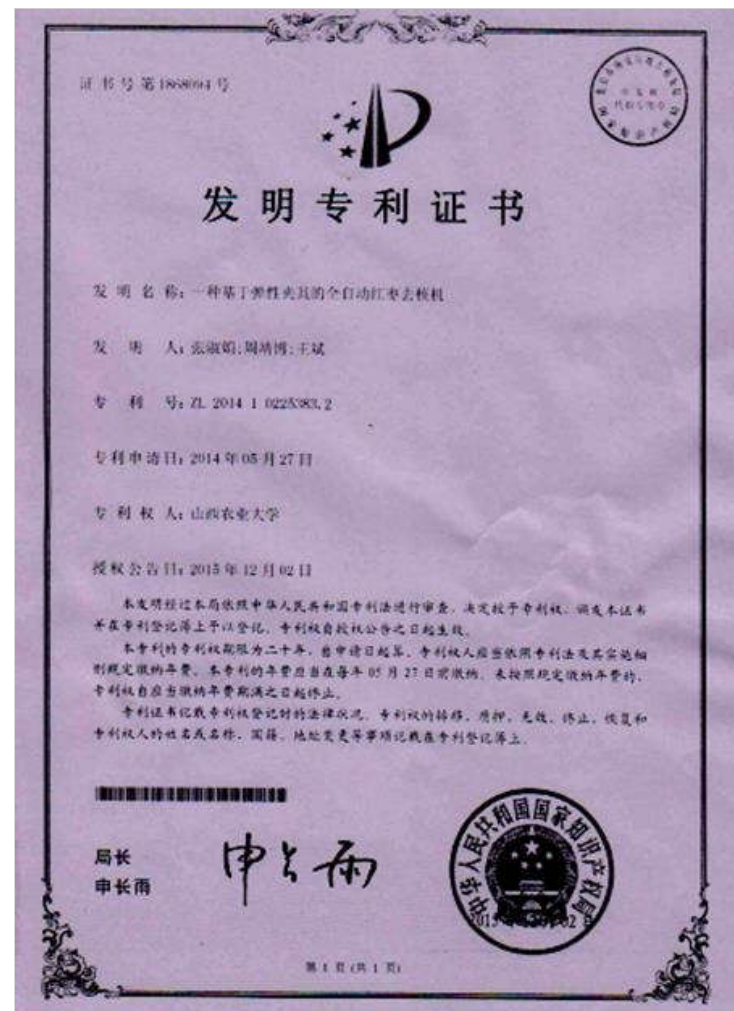 证书号第1868094号
发明专利证书
发明名称：一种基于弹性夹具的全自动红枣去核机
发明人：张淑娟;周靖博;王斌
专利号：ZL 2014 1 0225383.2
专利申请日：2014年05月27日
专利权人：山西农业大学
授权公告日：2015年12月02日
本发明经过本局依照中华人民共和国专利法进行审查，决定授予专利权，颁发本证书
并在专利登记簿上予以登记。专利权自授权公告之日起生效。
本专利的专利权期限为二十年，自申请日起算。专利权人应当依照专利法及其实施细
则规定缴纳年费。本专利的年费应当在每年05月27日前缴纳。未按照规定缴纳年费的，
专利权自应当缴纳年费期满之日起终止。
专利证书记载专利权登记时的法律状况。专利权的转移、质押、无效、终止、恢复和
专利权人的姓名或名称、国籍、地址变更等事项记载在专利登记簿上。
局长
申长雨
申长雨
中华人民共和国国家知识产权局
第1页(共1页)